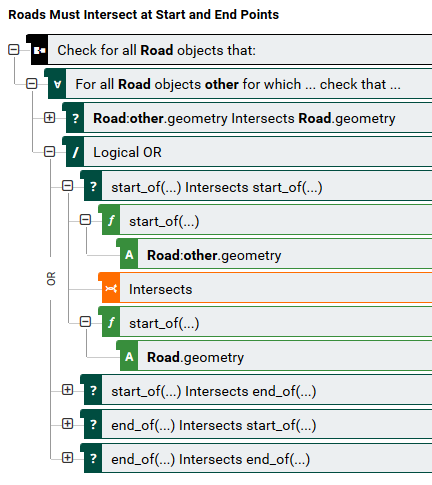 Roads Must Intersect at Start and End Points
Check for all Road objects that:
∀ For all Road objects other for which ... check that ...
? Road:other.geometry Intersects Road.geometry
/ Logical OR
? start_of(...) Intersects start_of(...)
f start_of(...)
A Road:other.geometry
OR
Intersects
f start_of(...)
A Road.geometry
? start_of(...) Intersects end_of(...)
? end_of(...) Intersects start_of(...)
? end_of(...) Intersects end_of(...)